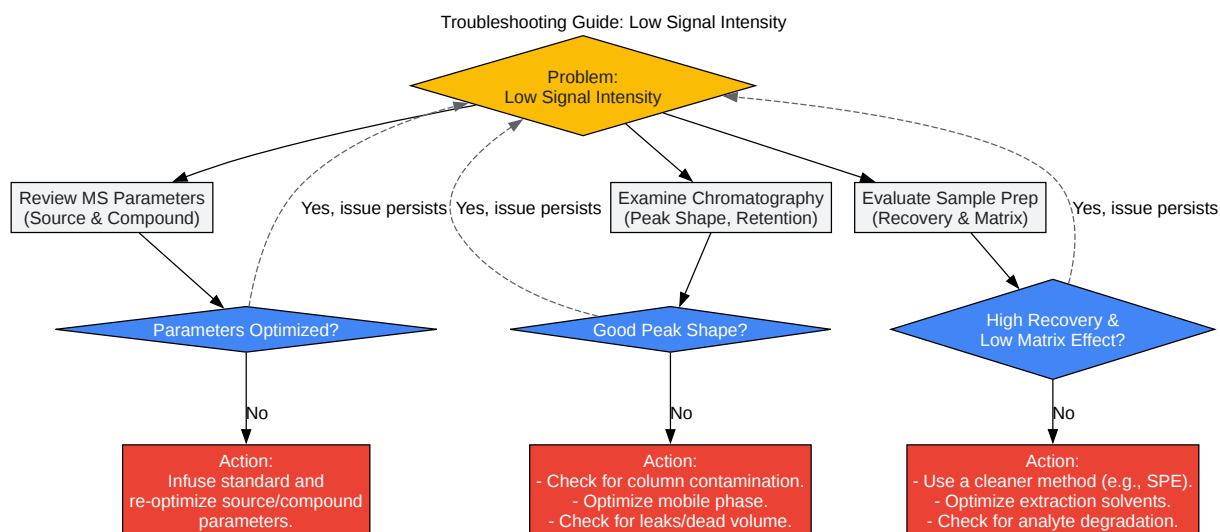 Troubleshooting Guide: Low Signal Intensity
Problem:
Low Signal Intensity
Review MS Parameters
(Source & Compound)
Yes, issue persists
Yes, issue persists
Examine Chromatography
(Peak Shape, Retention)
Evaluate Sample Prep
(Recovery & Matrix)
Yes, issue persists
Parameters Optimized?
Good Peak Shape?
High Recovery &
Low Matrix Effect?
No
No
No
Action:
Infuse standard and
re-optimize source/compound
parameters.
Action:
- Check for column contamination.
- Optimize mobile phase.
- Check for leaks/dead volume.
Action:
- Use a cleaner method (e.g., SPE).
- Optimize extraction solvents.
- Check for analyte degradation.